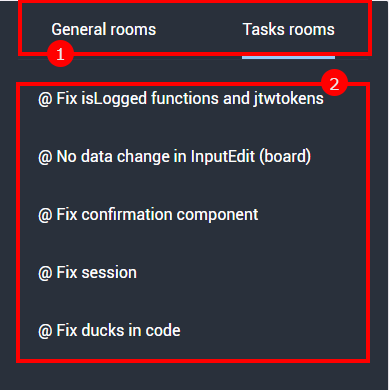 General rooms Tasks rooms
1
2
@ Fix isLogged functions and jtwtokens
@ No data change in InputEdit (board)
@ Fix confirmation component
@ Fix session
@ Fix ducks in code